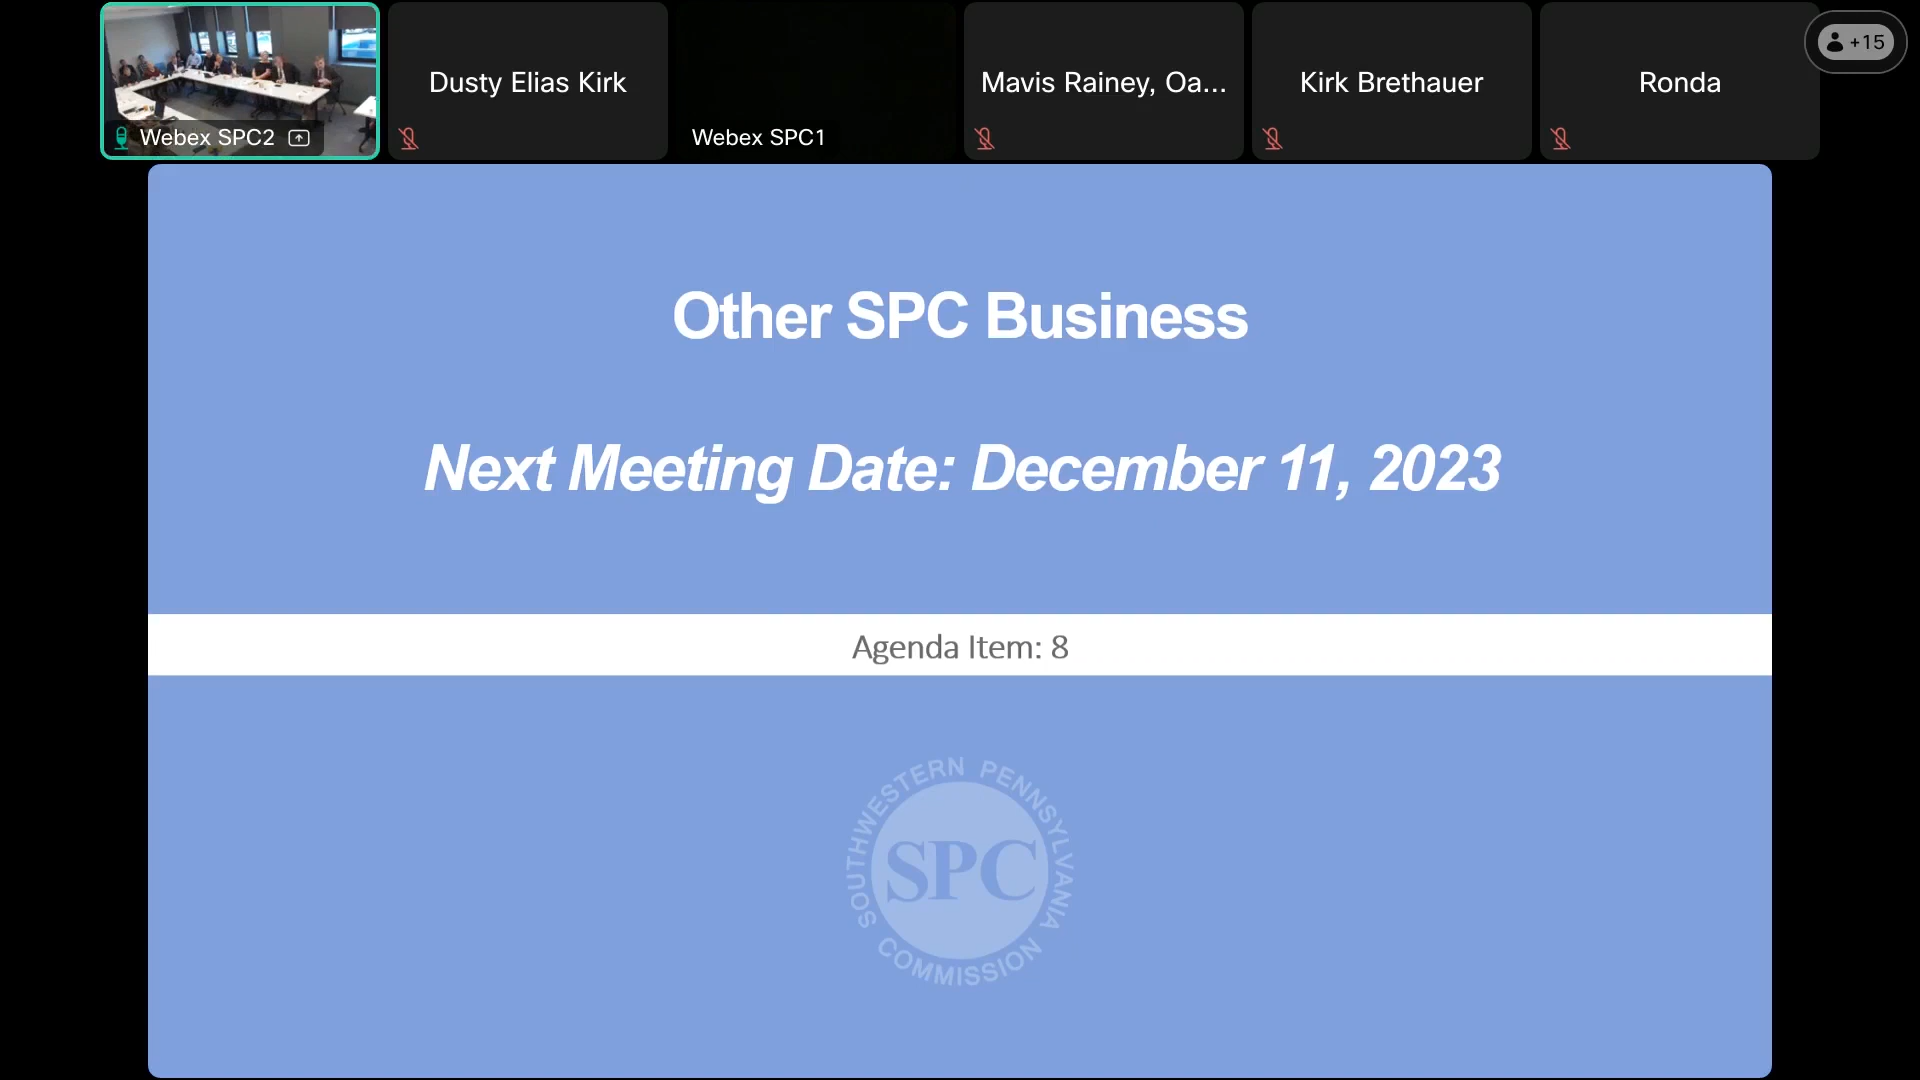 Webex SPC2
Dusty Elias Kirk
Webex SPC1
Mavis Rainey, Oa...
Kirk Brethauer
Ronda
+15
Other SPC Business
Next Meeting Date: December 11, 2023
Agenda Item: 8
SOUTHWESTERN PENNSYLVANIA
SPC
COMMISSION